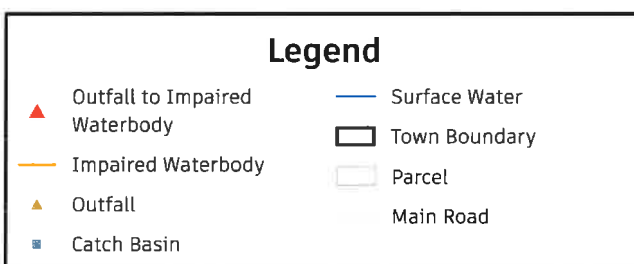 Legend
Outfall to Impaired
Waterbody
Impaired Waterbody
Outfall
Catch Basin
Surface Water
Town Boundary
Parcel
Main Road